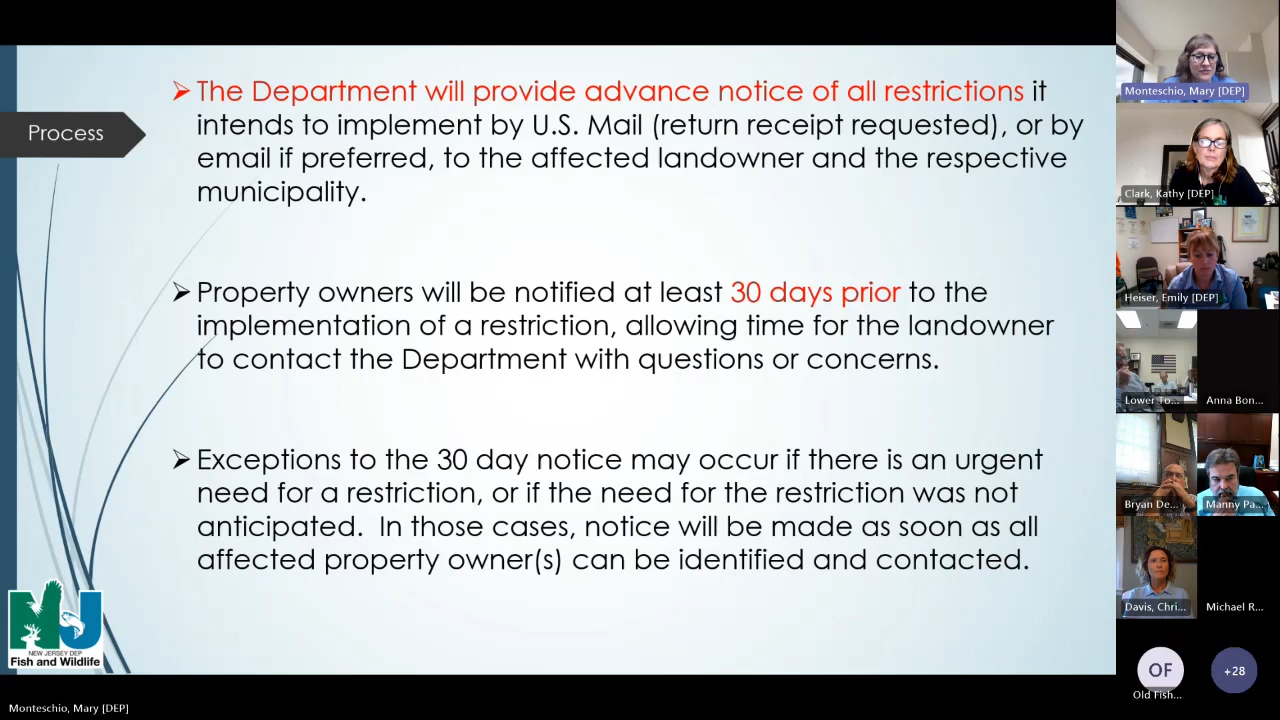 Process
➢ The Department will provide advance notice of all restrictions it
intends to implement by U.S. Mail (return receipt requested), or by
email if preferred, to the affected landowner and the respective
municipality.
➢ Property owners will be notified at least 30 days prior to the
implementation of a restriction, allowing time for the landowner
to contact the Department with questions or concerns.
➢ Exceptions to the 30 day notice may occur if there is an urgent
need for a restriction, or if the need for the restriction was not
anticipated. In those cases, notice will be made as soon as all
affected property owner(s) can be identified and contacted.
NJ
NEW JERSEY DEP
Fish and Wildlife
Monteschio, Mary [DEP]
Monteschio, Mary [DEP]
Clark, Kathy [DEP]
Heiser, Emily [DEP]
Lower To...
Anna Bon...
Bryan De...
Manny Pa...
Davis, Chri...
Michael R...
OF
Old Fish...
+28